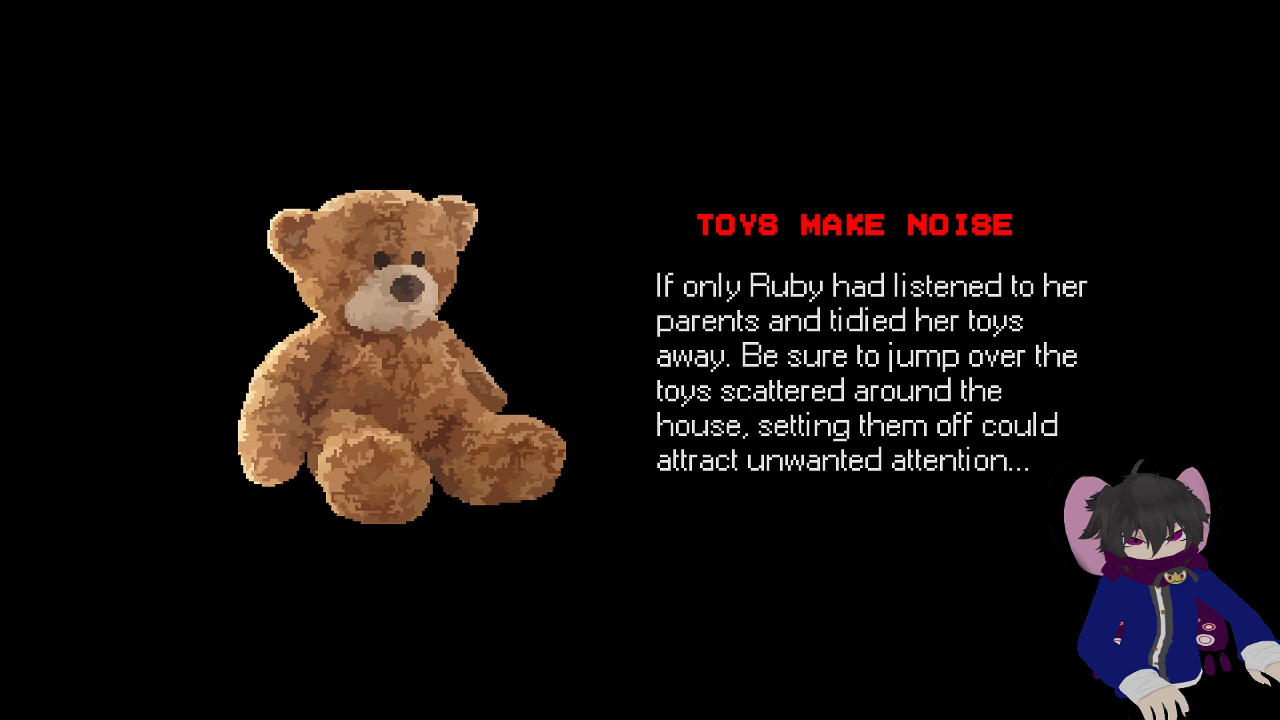 TOYS MAKE NOISE
If only Ruby had listened to her
parents and tidied her toys
away. Be sure to jump over the
toys scattered around the
house, setting them off could
attract unwanted attention...